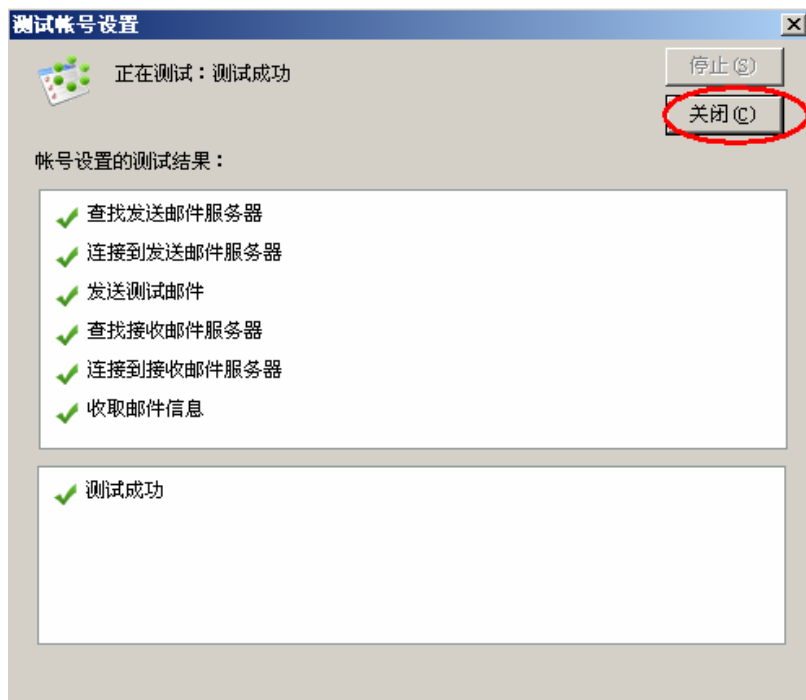 测试帐号设置
正在测试：测试成功
停止(S)
关闭(C)
帐号设置的测试结果：
查找发送邮件服务器
连接到发送邮件服务器
发送测试邮件
查找接收邮件服务器
连接到接收邮件服务器
收取邮件信息
测试成功